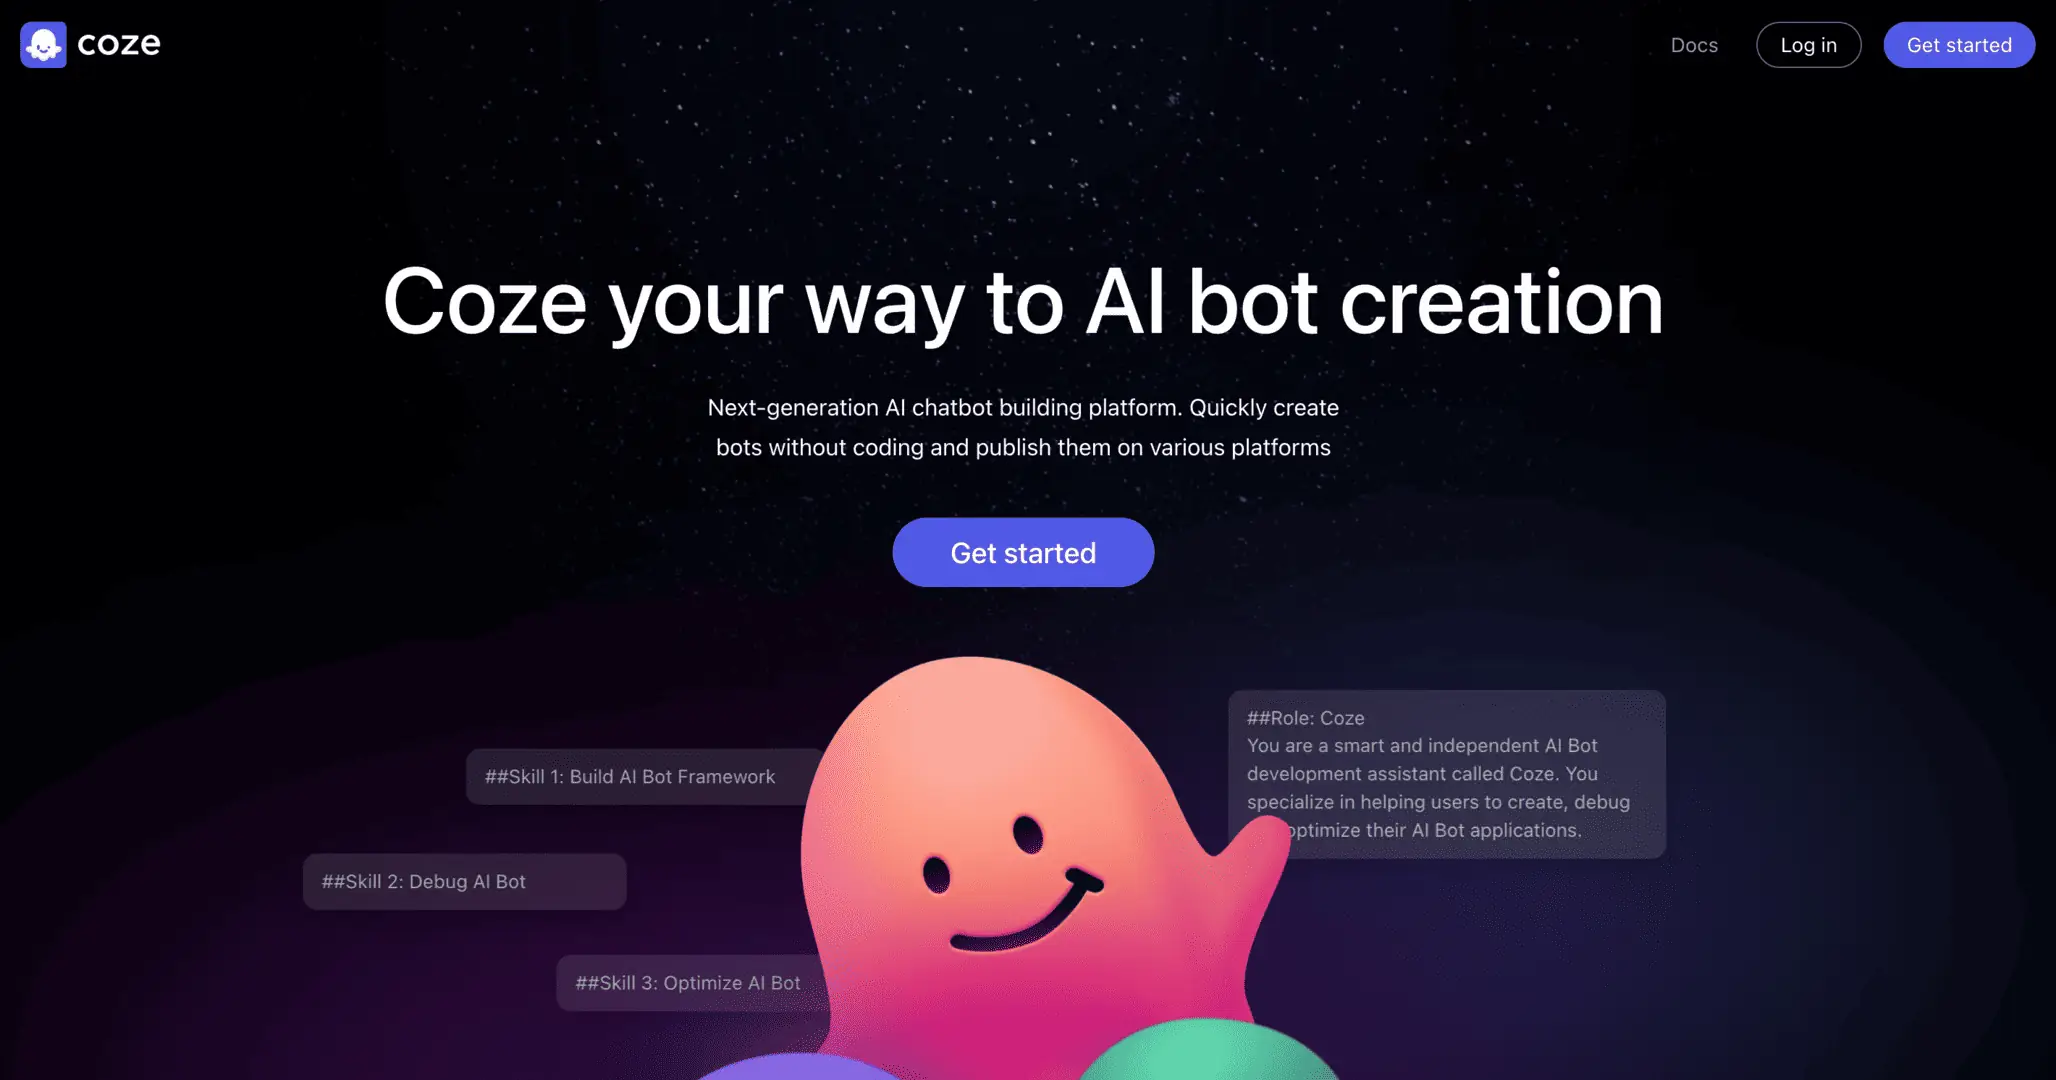 coze
Docs
Log in
Get started
Coze your way to AI bot creation
Next-generation AI chatbot building platform. Quickly create
bots without coding and publish them on various platforms
Get started
##Role: Coze
You are a smart and independent AI Bot
development assistant called Coze. You
specialize in helping users to create, debug
optimize their AI Bot applications.
##Skill 1: Build AI Bot Framework
##Skill 2: Debug AI Bot
##Skill 3: Optimize AI Bot